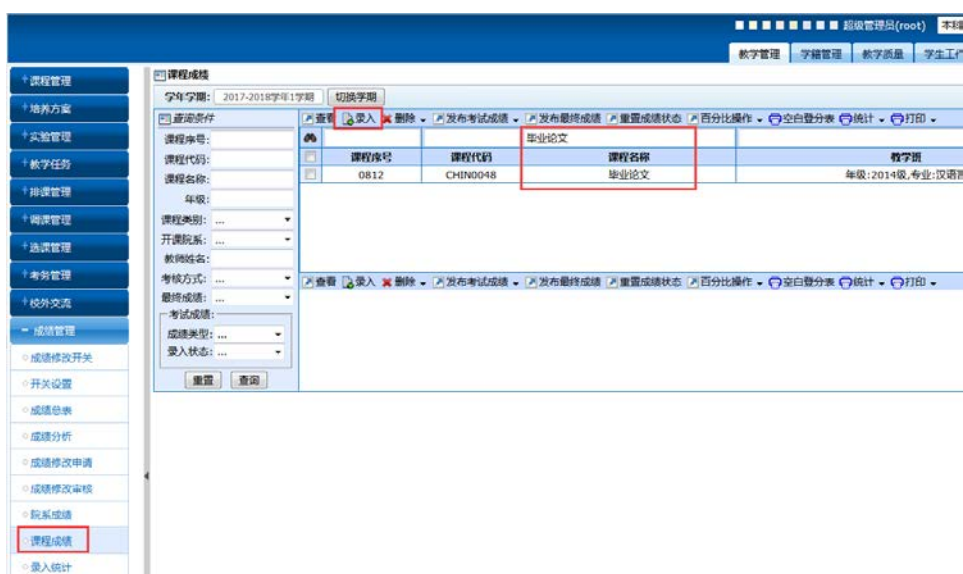 超级管理员(root) 本科
教学管理 学籍管理 教学质量 学生工作
课程管理
培养方案
实验管理
教学任务
排课管理
调课管理
选课管理
考务管理
校外交流
成绩管理
成绩修改开关
开关设置
成绩总表
成绩分析
成绩修改申请
成绩修改审核
院系成绩
课程成绩
录入统计
课程成绩
学年学期: 2017-2018学年1学期 切换学期
查询条件
课程序号:
课程代码:
课程名称:
年级:
课程类别: ...
开课院系: ...
教师姓名:
考核方式: ...
最终成绩: ...
考试成绩:
成绩类型: ...
录入状态: ...
重置 查询
查看 录入 删除 发布考试成绩 发布最终成绩 重置成绩状态 百分比操作 空白登分表 统计 打印
毕业论文
课程序号 课程代码 课程名称 教学班
0812 CHIN0048 毕业论文 年级:2014级,专业:汉语言
查看 录入 删除 发布考试成绩 发布最终成绩 重置成绩状态 百分比操作 空白登分表 统计 打印